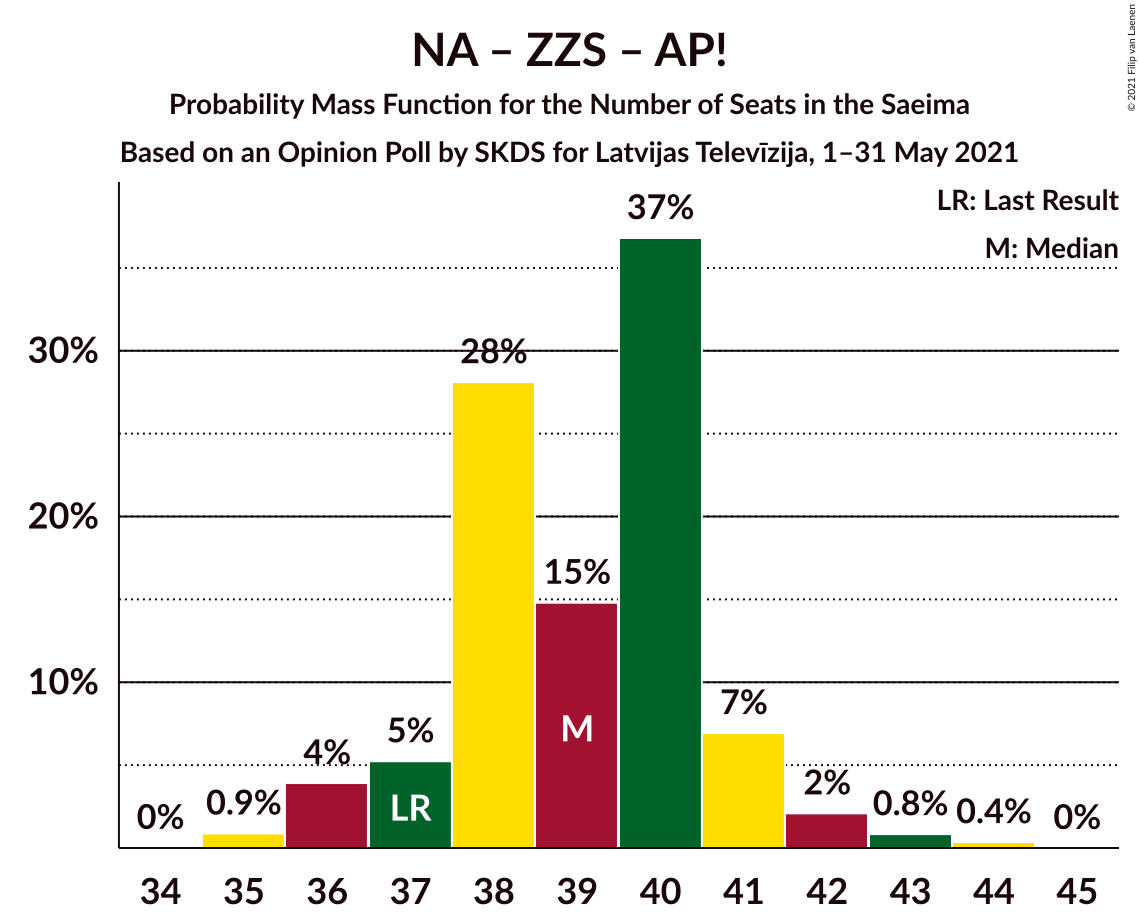 NA – ZZS – AP!
Probability Mass Function for the Number of Seats in the Saeima
Based on an Opinion Poll by SKDS for Latvijas Televīzija, 1–31 May 2021
© 2021 Filip van Laenen
LR: Last Result
M: Median
30%
20%
10%
0%
0.9%
4%
5%
28%
15%
37%
7%
2%
0.8%
0.4%
0%
LR
M
34 35 36 37 38 39 40 41 42 43 44 45